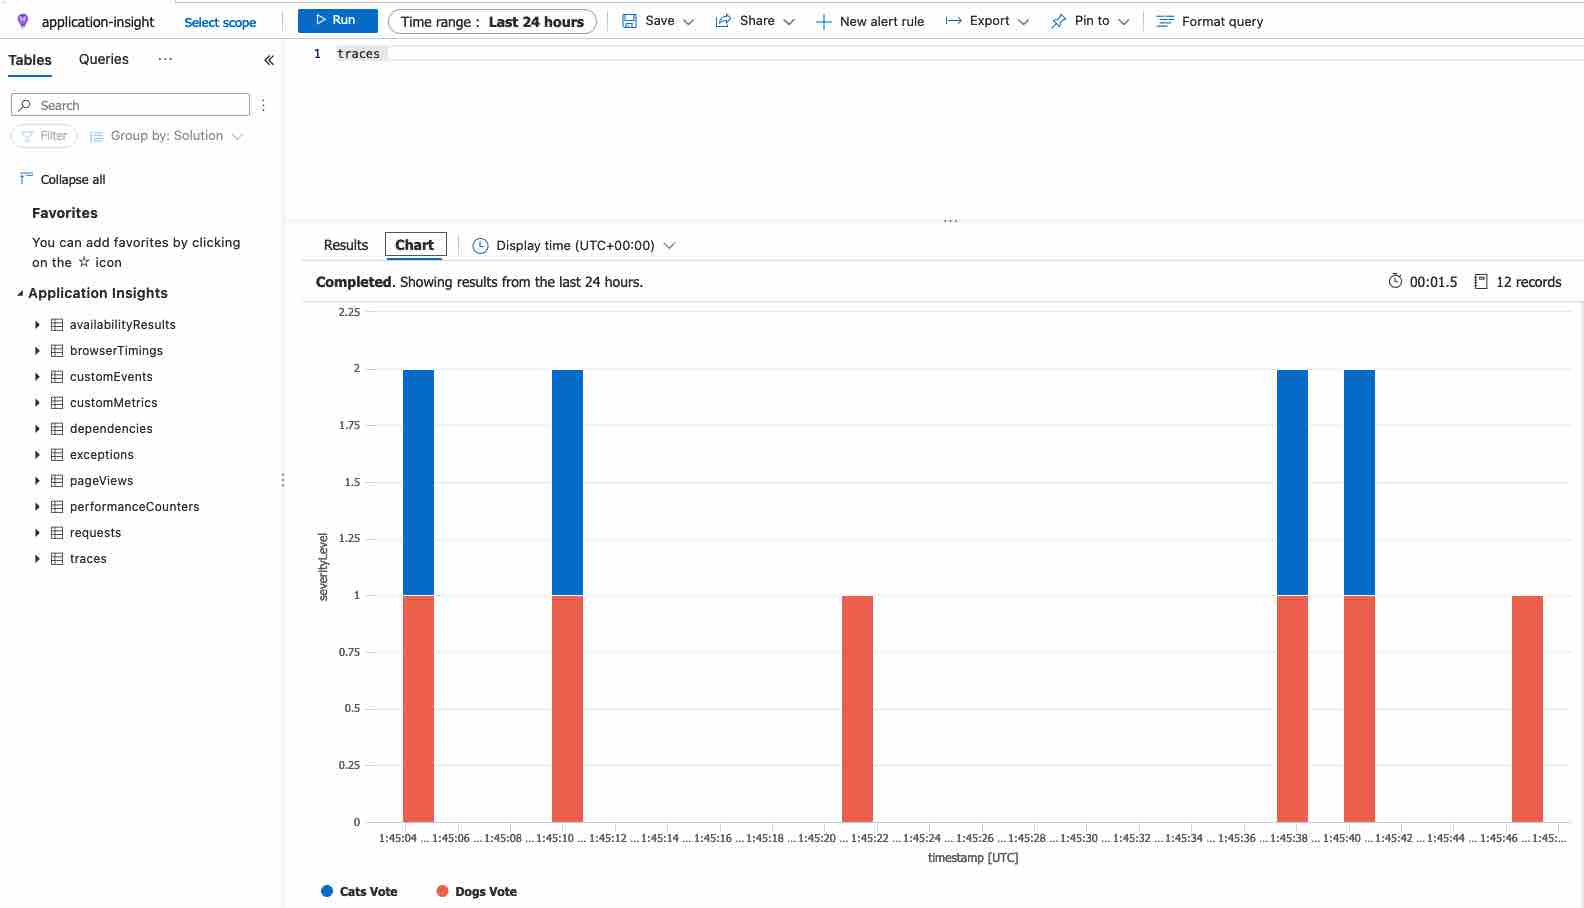 application-insight
Select scope
Run
Time range : Last 24 hours
Save
Share
New alert rule
Export
Pin to
Format query
Tables
Queries
...
«
1 traces
Search
Filter
Group by: Solution
Collapse all
Favorites
You can add favorites by clicking
on the ☆ icon
Application Insights
availabilityResults
browserTimings
customEvents
customMetrics
dependencies
exceptions
pageViews
performanceCounters
requests
traces
Results
Chart
Display time (UTC+00:00)
Completed. Showing results from the last 24 hours.
00:01.5
12 records
2.25
2
1.75
1.5
1.25
1
0.75
0.5
0.25
0
severityLevel
1:45:04 ... 1:45:06 ... 1:45:08 ... 1:45:10 ... 1:45:12 ... 1:45:14 ... 1:45:16 ... 1:45:18 ... 1:45:20 ... 1:45:22 ... 1:45:24 ... 1:45:26 ... 1:45:28 ... 1:45:30 ... 1:45:32 ... 1:45:34 ... 1:45:36 ... 1:45:38 ... 1:45:40 ... 1:45:42 ... 1:45:44 ... 1:45:46 ... 1:45:...
timestamp [UTC]
Cats Vote
Dogs Vote